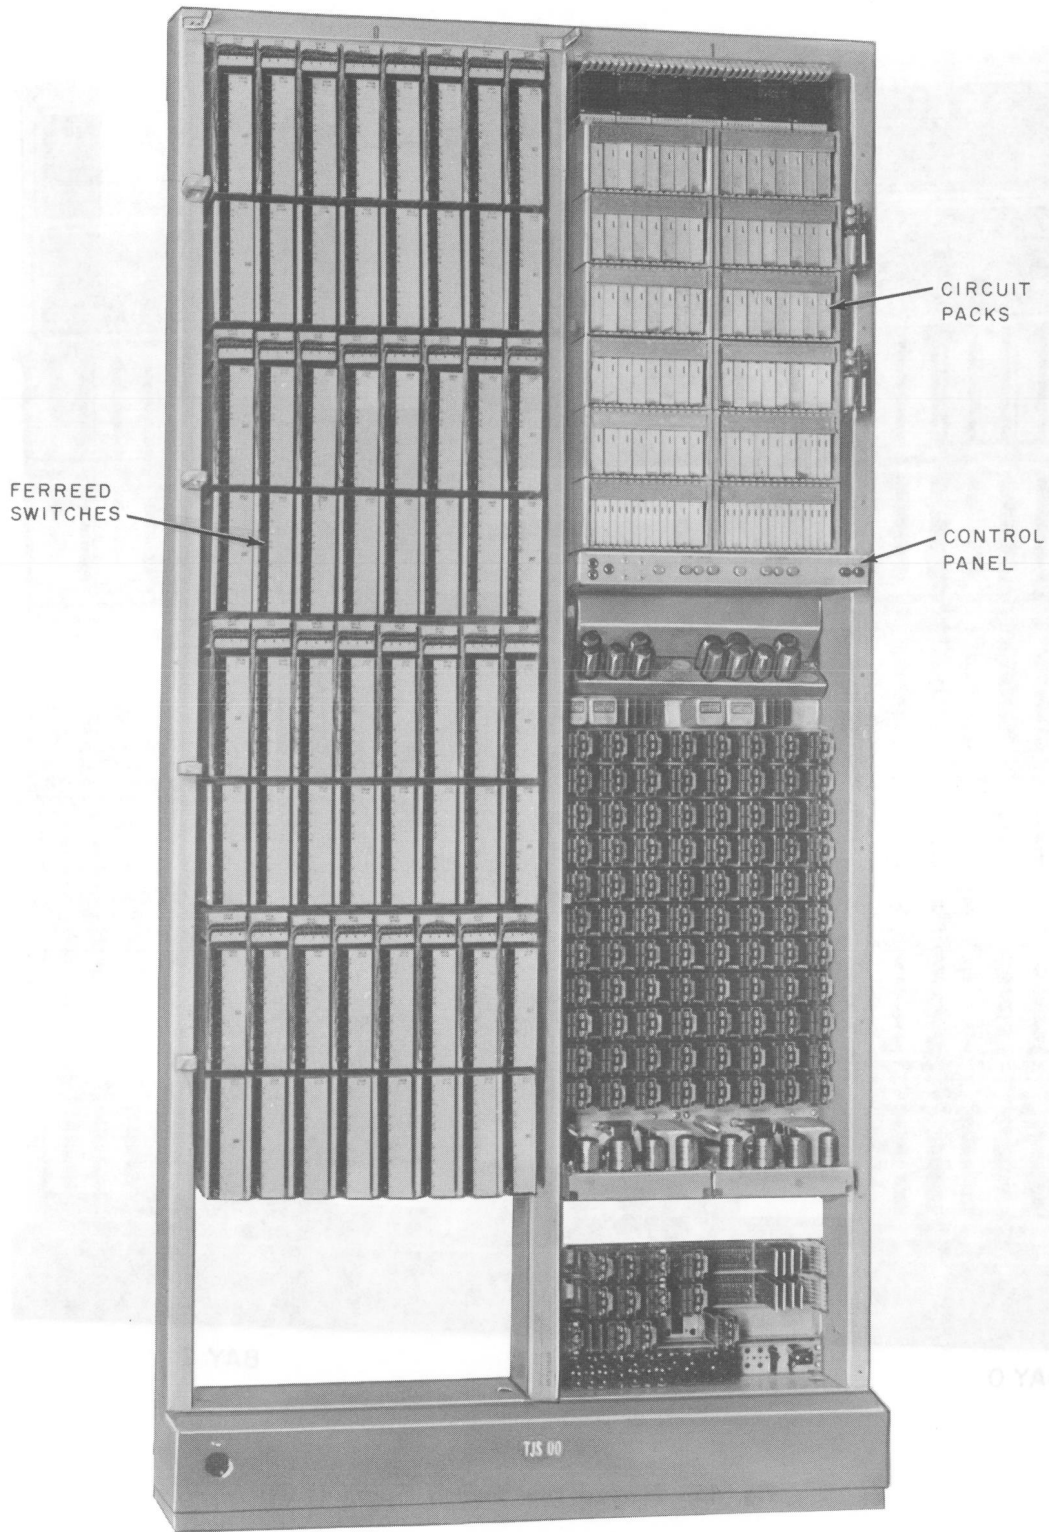 CIRCUIT
PACKS
FERREED
SWITCHES
CONTROL
PANEL
TJS 00